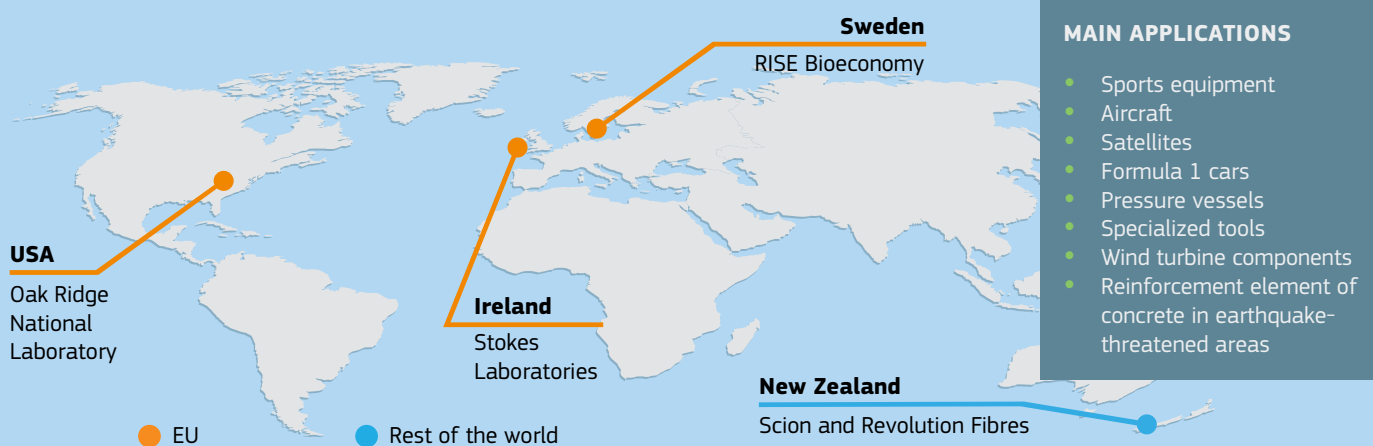 Sweden
RISE Bioeconomy
USA
Oak Ridge
National
Laboratory
Ireland
Stokes
Laboratories
New Zealand
Scion and Revolution Fibres
EU
Rest of the world
MAIN APPLICATIONS
• Sports equipment
• Aircraft
• Satellites
• Formula 1 cars
• Pressure vessels
• Specialized tools
• Wind turbine components
• Reinforcement element of
concrete in earthquake-
threatened areas